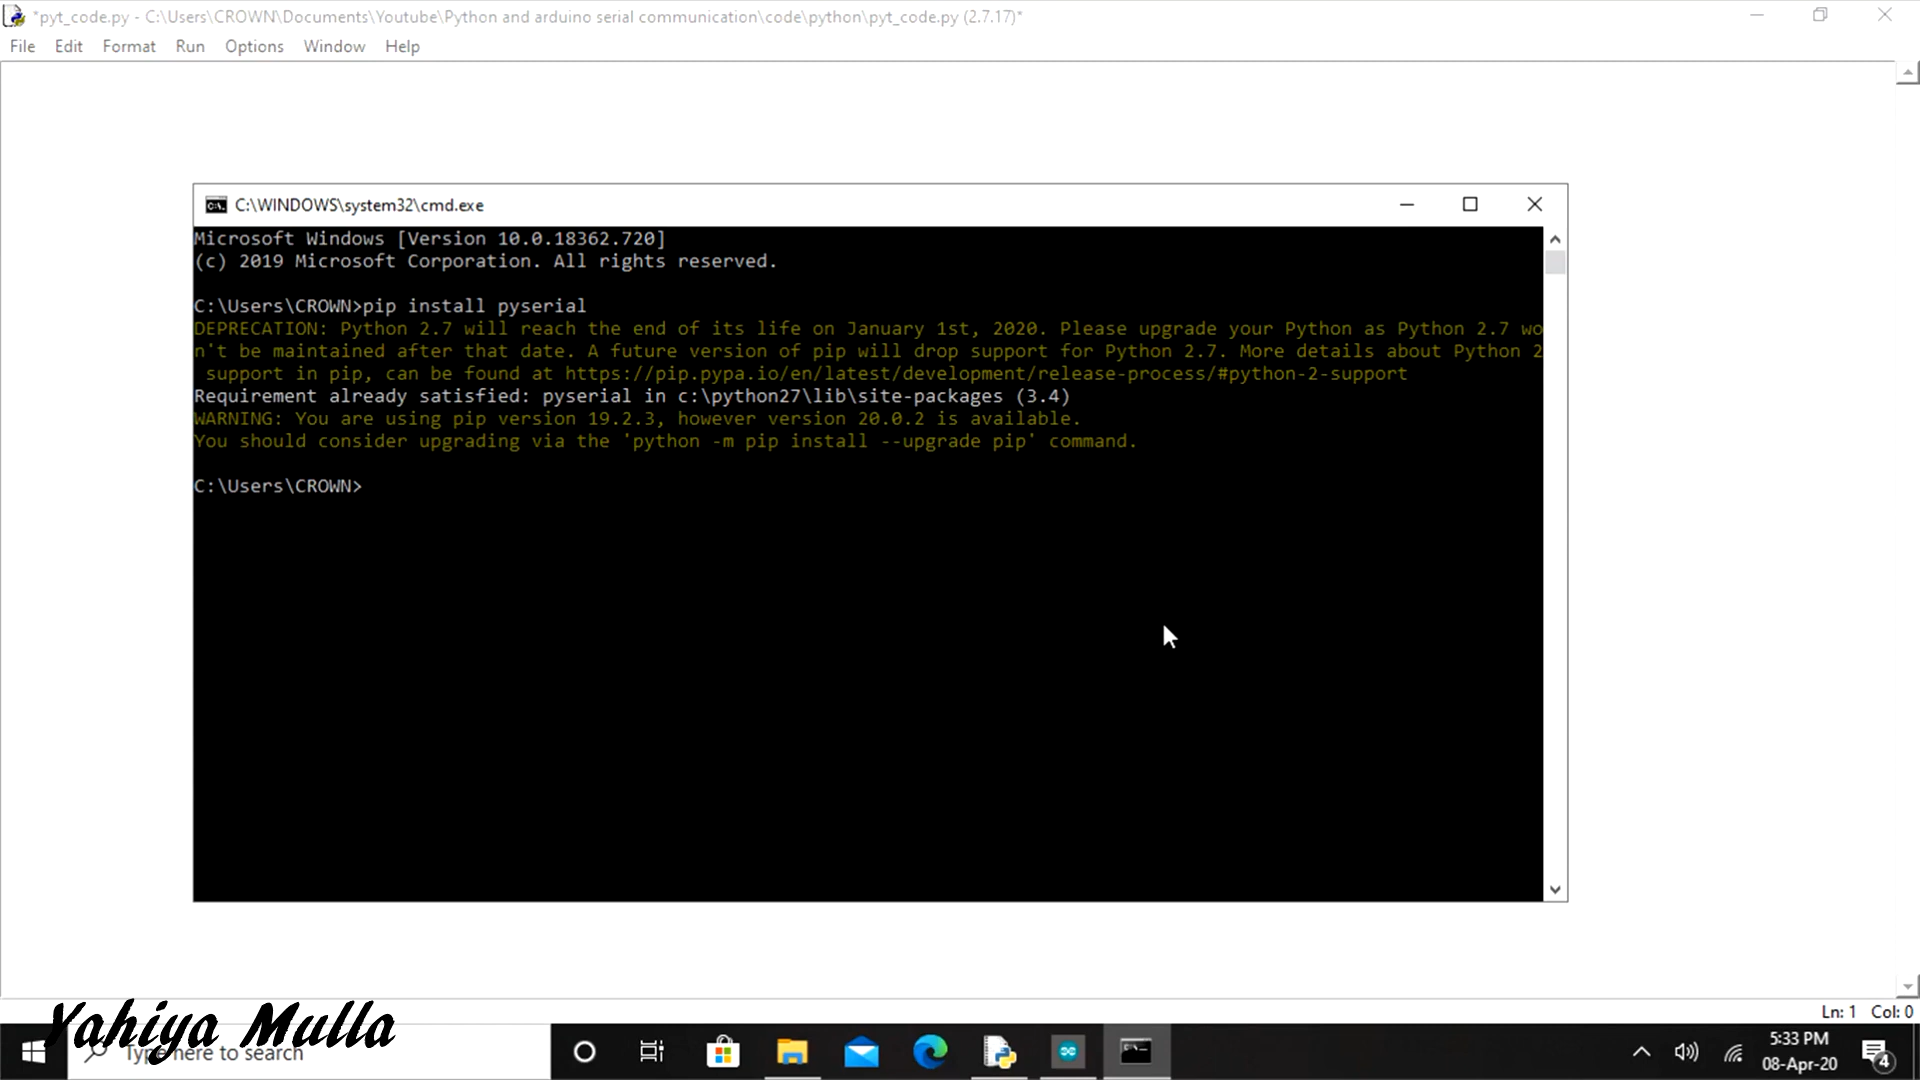 *pyt_code.py - C:\Users\CROWN\Documents\Youtube\Python and arduino serial communication\code\python\pyt_code.py (2.7.17)*
File Edit Format Run Options Window Help
C:\WINDOWS\system32\cmd.exe
Microsoft Windows [Version 10.0.18362.720]
(c) 2019 Microsoft Corporation. All rights reserved.
C:\Users\CROWN>pip install pyserial
DEPRECATION: Python 2.7 will reach the end of its life on January 1st, 2020. Please upgrade your Python as Python 2.7 wo
n't be maintained after that date. A future version of pip will drop support for Python 2.7. More details about Python 2
support in pip, can be found at https://pip.pypa.io/en/latest/development/release-process/#python-2-support
Requirement already satisfied: pyserial in c:\python27\lib\site-packages (3.4)
WARNING: You are using pip version 19.2.3, however version 20.0.2 is available.
You should consider upgrading via the 'python -m pip install --upgrade pip' command.
C:\Users\CROWN>
Ln: 1 Col: 0
Yahiya Mulla
Type here to search
5:33 PM
08-Apr-20
4